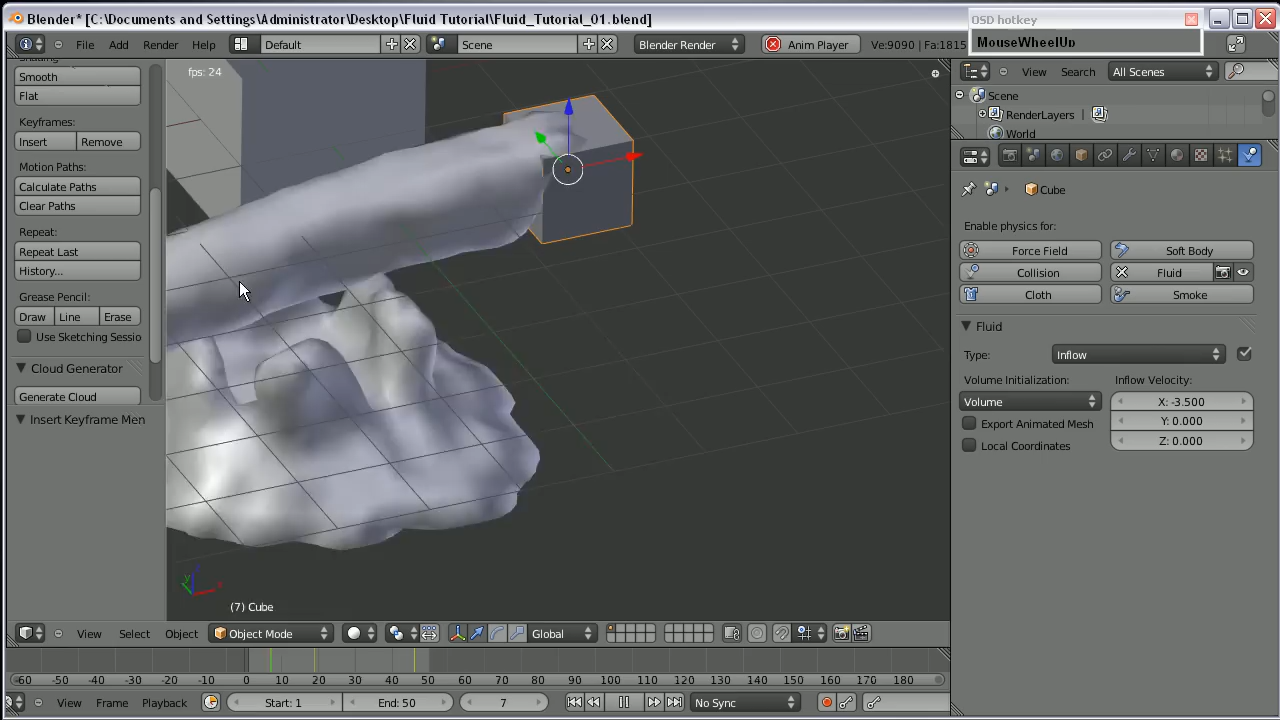 Blender* [C:\Documents and Settings\Administrator\Desktop\Fluid Tutorial\Fluid_Tutorial_01.blend]
OSD hotkey
MouseWheelUp
File Add Render Help Default Scene Blender Render Anim Player Ve:9090 | Fa:1815
Smooth
Flat
Keyframes:
Insert Remove
Motion Paths:
Calculate Paths
Clear Paths
Repeat:
Repeat Last
History...
Grease Pencil:
Draw Line Erase
Use Sketching Sessio
Cloud Generator
Generate Cloud
Insert Keyframe Men
fps: 24
(7) Cube
View Search All Scenes
Scene
RenderLayers
World
Cube
Enable physics for:
Force Field Soft Body
Collision Fluid
Cloth Smoke
Fluid
Type: Inflow
Volume Initialization: Inflow Velocity:
Volume X: -3.500
Export Animated Mesh Y: 0.000
Local Coordinates Z: 0.000
View Select Object Object Mode Global
-60 -50 -40 -30 -20 -10 0 10 20 30 40 50 60 70 80 90 100 110 120 130 140 150 160 170 180
View Frame Playback Start: 1 End: 50 7 No Sync